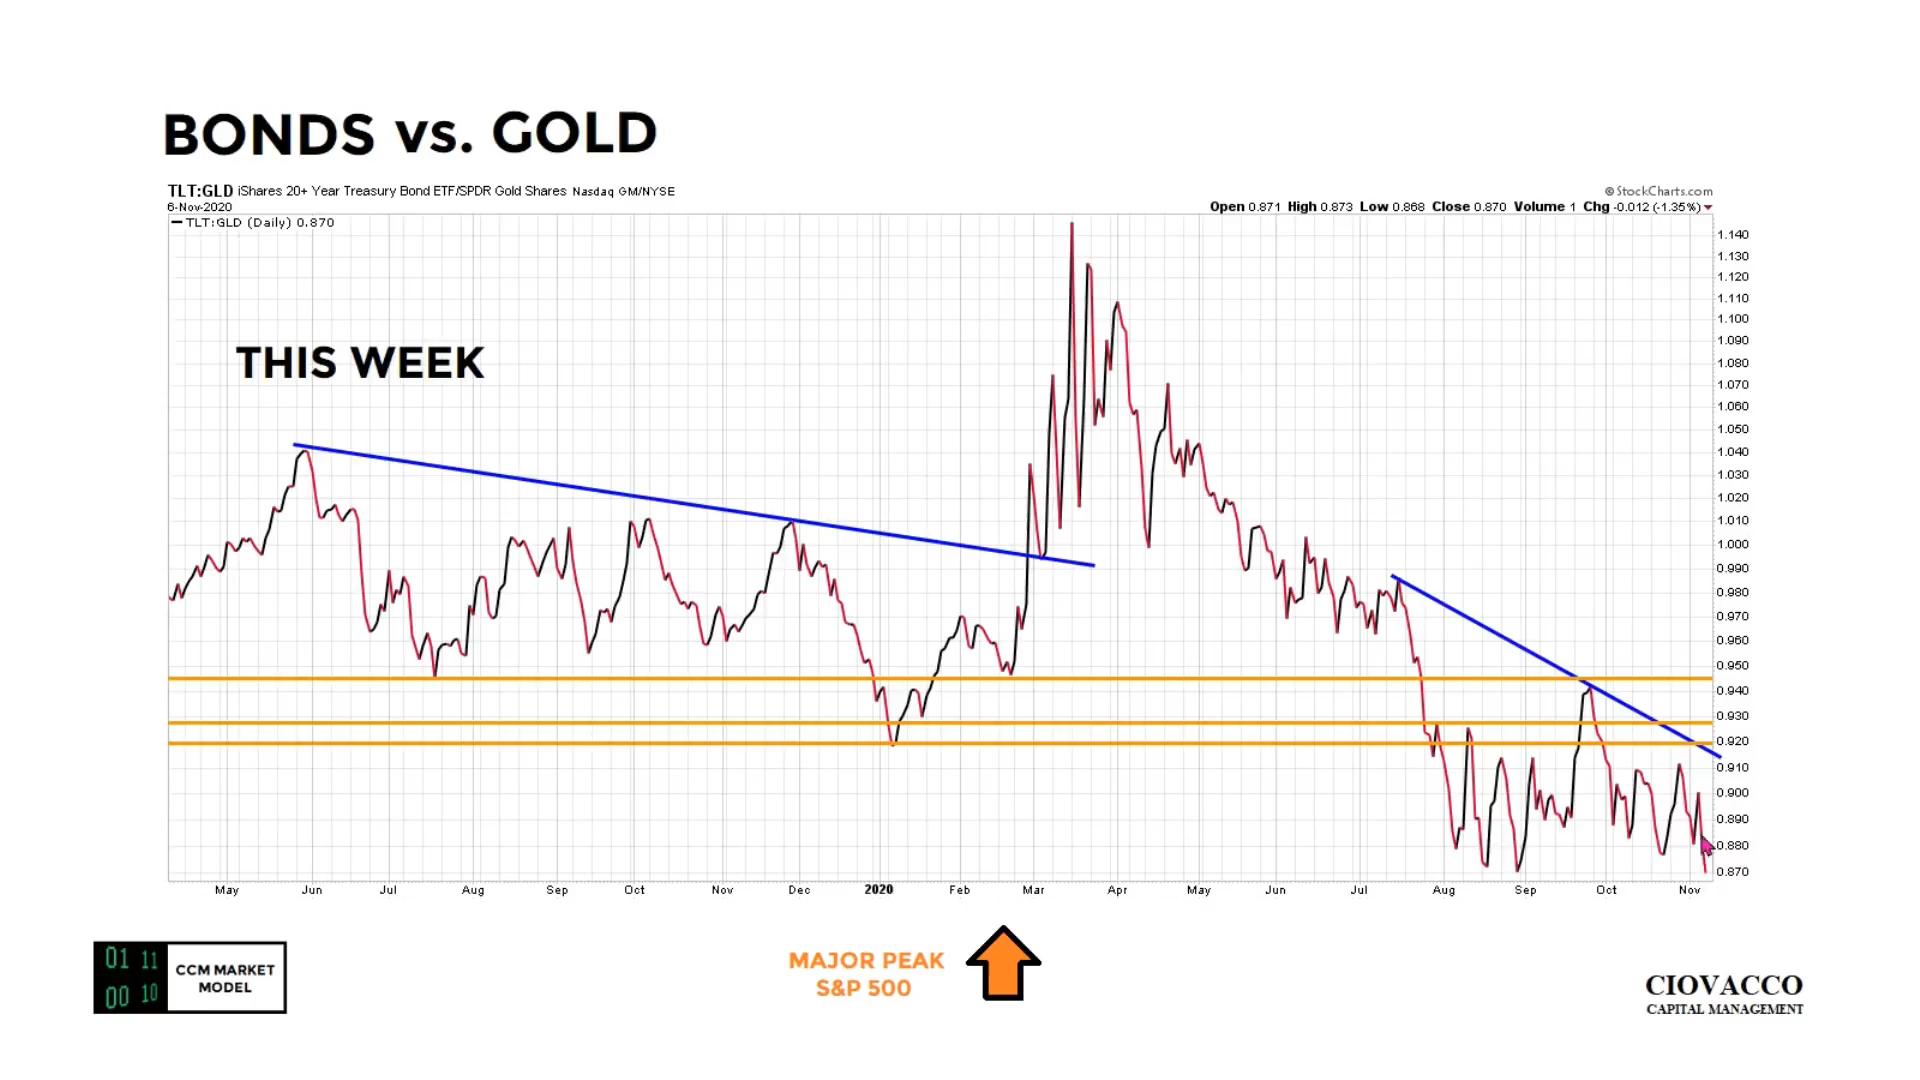 BONDS vs. GOLD
TLT:GLD iShares 20+ Year Treasury Bond ETF/SPDR Gold Shares Nasdaq GM/NYSE
© StockCharts.com
6-Nov-2020
Open 0.871 High 0.873 Low 0.868 Close 0.870 Volume 1 Chg -0.012 (-1.35%)
TLT:GLD (Daily) 0.870
THIS WEEK
1.140
1.130
1.120
1.110
1.100
1.090
1.080
1.070
1.060
1.050
1.040
1.030
1.020
1.010
1.000
0.990
0.980
0.970
0.960
0.950
0.940
0.930
0.920
0.910
0.900
0.890
0.880
0.870
May Jun Jul Aug Sep Oct Nov Dec 2020 Feb Mar Apr May Jun Jul Aug Sep Oct Nov
01 11
00 10
CCM MARKET
MODEL
MAJOR PEAK
S&P 500
CIOVACCO
CAPITAL MANAGEMENT